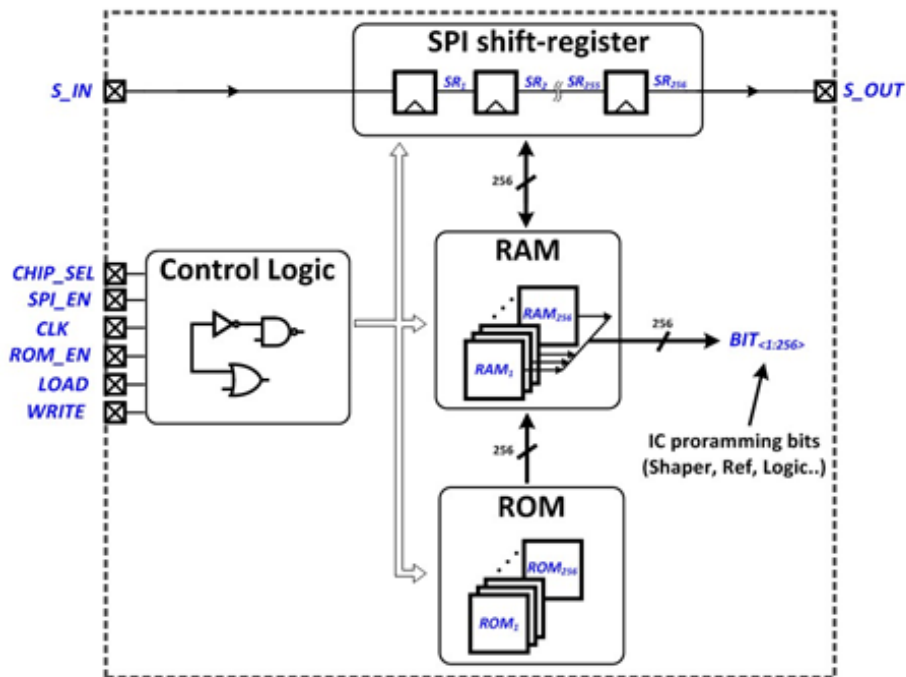 SPI shift-register
S_IN
SR1
SR2
SR255
SR256
S_OUT
256
CHIP_SEL
SPI_EN
CLK
ROM_EN
LOAD
WRITE
Control Logic
RAM
RAM256
RAM1
256
BIT<1:256>
IC proramming bits
(Shaper, Ref, Logic..)
256
ROM
ROM256
ROM1